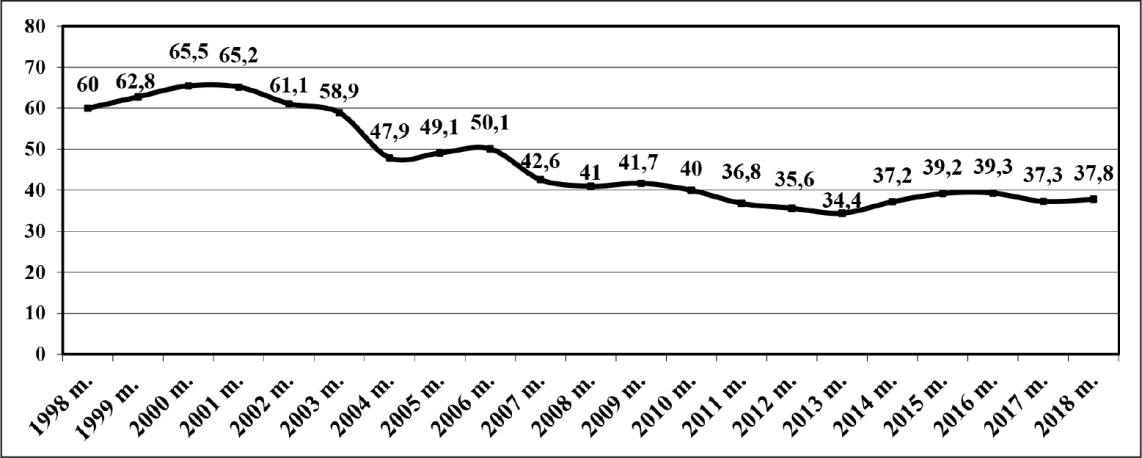 80
70
60
50
40
30
20
10
0
60
62,8
65,5
65,2
61,1
58,9
47,9
49,1
50,1
42,6
41
41,7
40
36,8
35,6
34,4
37,2
39,2
39,3
37,3
37,8
1998 m.
1999 m.
2000 m.
2001 m.
2002 m.
2003 m.
2004 m.
2005 m.
2006 m.
2007 m.
2008 m.
2009 m.
2010 m.
2011 m.
2012 m.
2013 m.
2014 m.
2015 m.
2016 m.
2017 m.
2018 m.